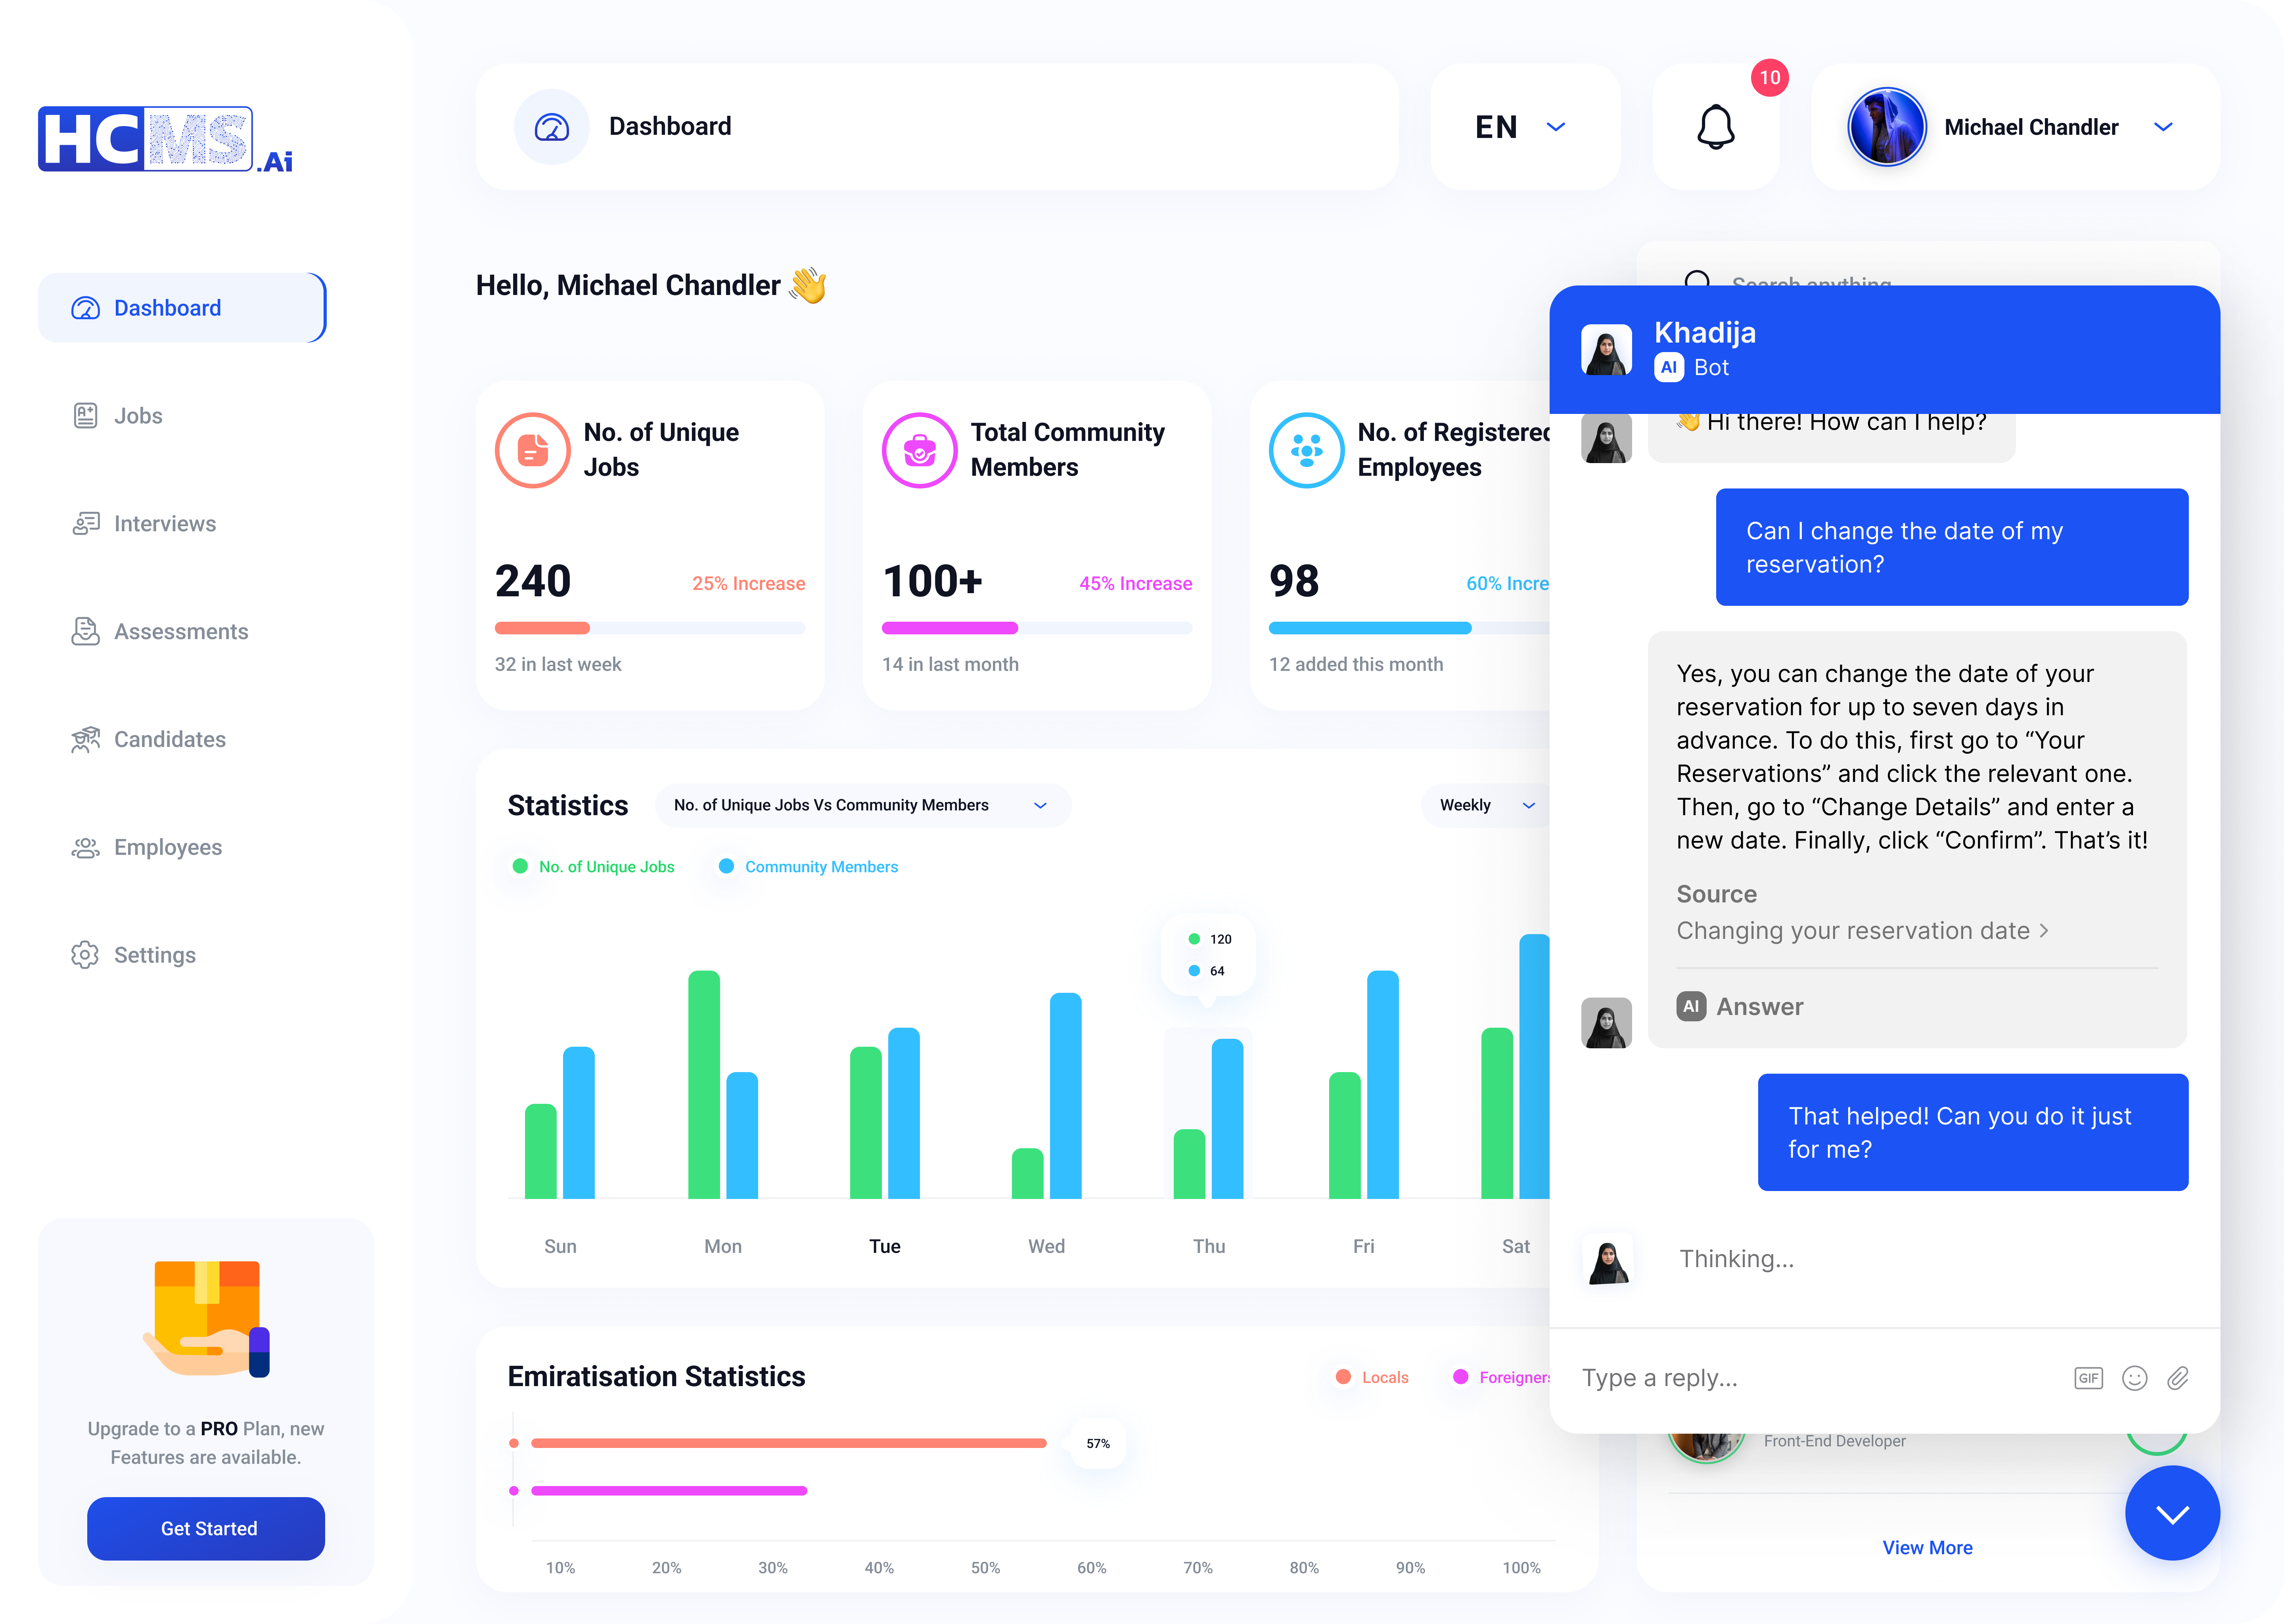 HCMS.Ai
Dashboard
Jobs
Interviews
Assessments
Candidates
Employees
Settings
Upgrade to a PRO Plan, new
Features are available.
Get Started
Dashboard
EN
10
Michael Chandler
Hello, Michael Chandler 👋
Search anything
No. of Unique
Jobs
240
25% Increase
32 in last week
Total Community
Members
100+
45% Increase
14 in last month
No. of Registered
Employees
98
60% Incre
12 added this month
Statistics
No. of Unique Jobs Vs Community Members
Weekly
No. of Unique Jobs
Community Members
120
64
Sun
Mon
Tue
Wed
Thu
Fri
Sat
Emiratisation Statistics
Locals
Foreigners
57%
10%
20%
30%
40%
50%
60%
70%
80%
90%
100%
Khadija
AI Bot
👋 Hi there! How can I help?
Can I change the date of my
reservation?
Yes, you can change the date of your
reservation for up to seven days in
advance. To do this, first go to “Your
Reservations” and click the relevant one.
Then, go to “Change Details” and enter a
new date. Finally, click “Confirm”. That’s it!
Source
Changing your reservation date >
AI Answer
That helped! Can you do it just
for me?
Thinking...
Type a reply...
GIF
Front-End Developer
View More